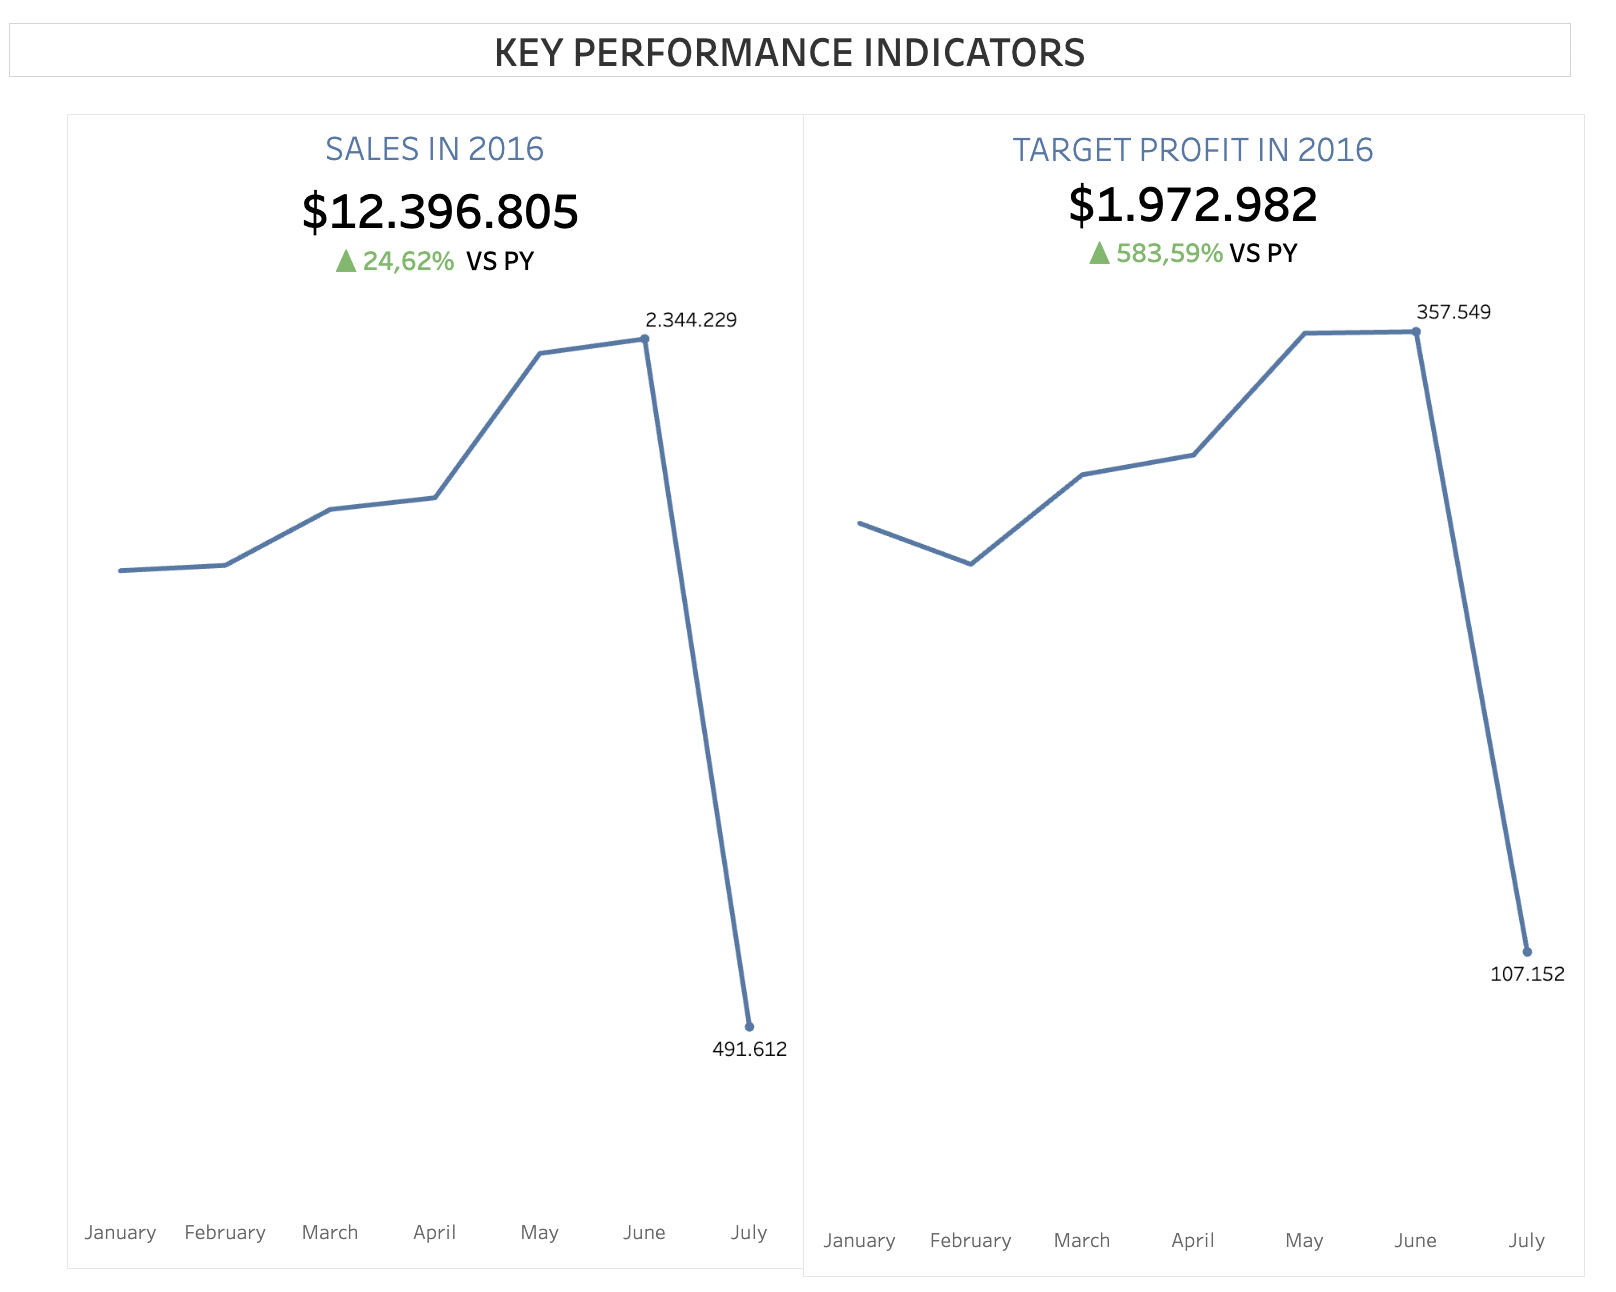 KEY PERFORMANCE INDICATORS
SALES IN 2016
$12.396.805
▲ 24,62% VS PY
2.344.229
491.612
January February March April May June July
TARGET PROFIT IN 2016
$1.972.982
▲ 583,59% VS PY
357.549
107.152
January February March April May June July